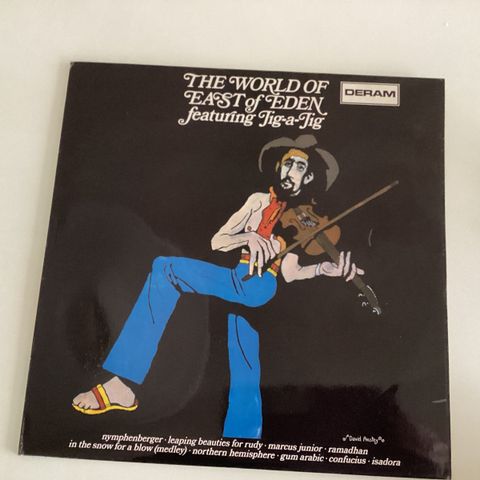 THE WORLD OF
EAST of EDEN
featuring Jig-a-Jig
DERAM
nymphenberger · leaping beauties for rudy · marcus junior · ramadhan
in the snow for a blow (medley) · northern hemisphere · gum arabic · confucius · isadora